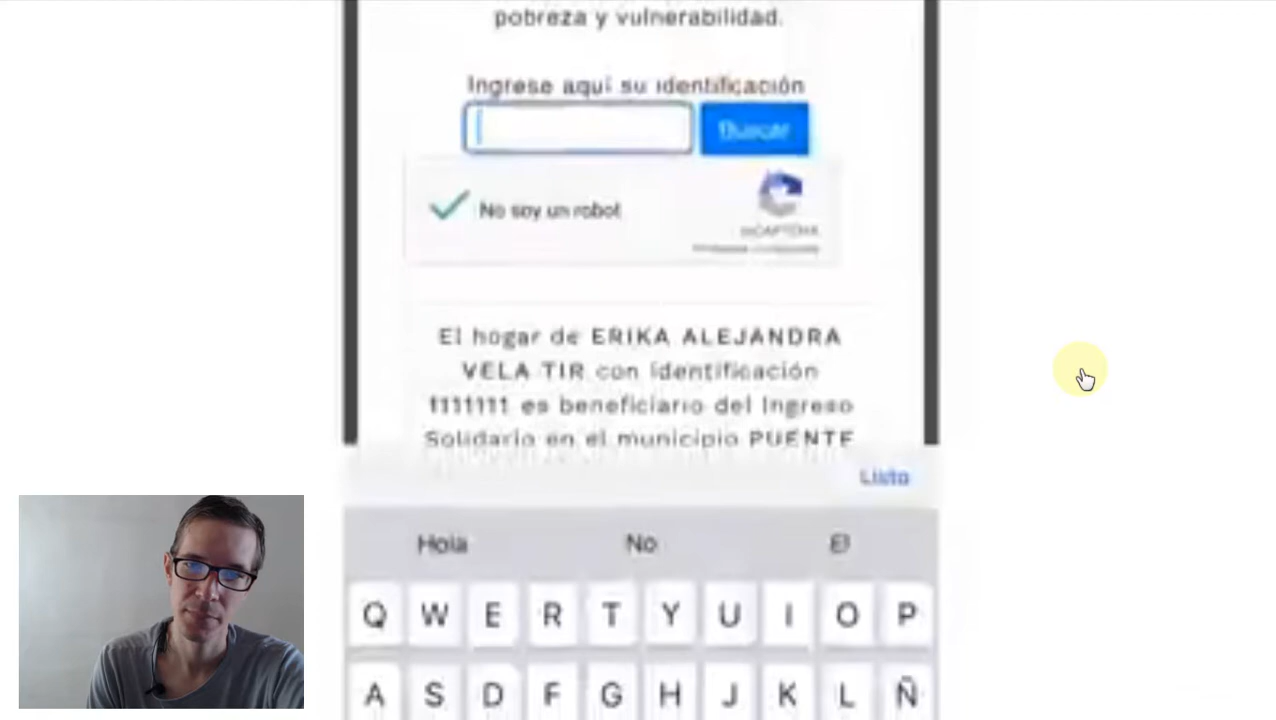 pobreza y vulnerabilidad.
Ingrese aquí su identificación
Buscar
No soy un robot
reCAPTCHA
El hogar de ERIKA ALEJANDRA
VELA TIR con identificación
1111111 es beneficiario del Ingreso
Solidario en el municipio PUENTE
Listo
Hola No El
Q W E R T Y U I O P
A S D F G H J K L Ñ